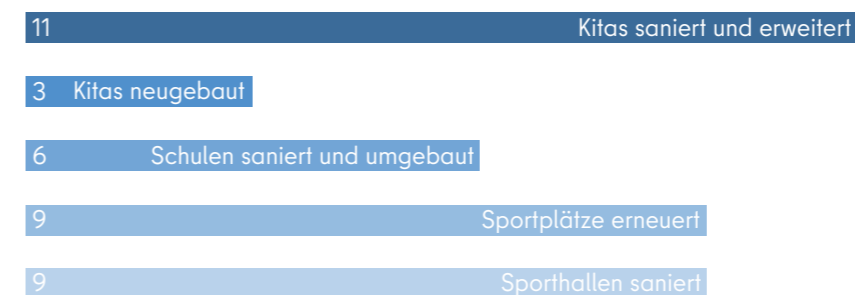 11 Kitas saniert und erweitert
3 Kitas neugebaut
6 Schulen saniert und umgebaut
9 Sportplätze erneuert
9 Sporthallen saniert